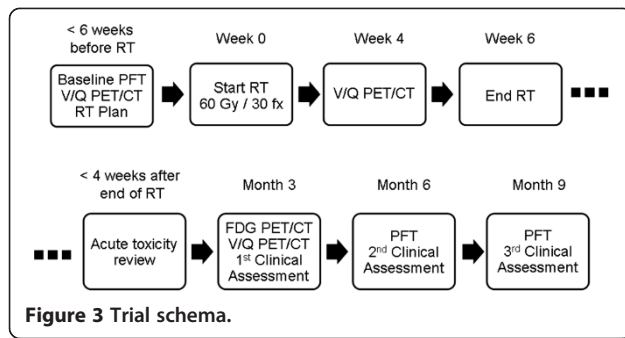 < 6 weeks
before RT
Week 0
Week 4
Week 6
Baseline PFT
V/Q PET/CT
RT Plan
Start RT
60 Gy / 30 fx
V/Q PET/CT
End RT
< 4 weeks after
end of RT
Month 3
Month 6
Month 9
Acute toxicity
review
FDG PET/CT
V/Q PET/CT
1st Clinical
Assessment
PFT
2nd Clinical
Assessment
PFT
3rd Clinical
Assessment
Figure 3 Trial schema.